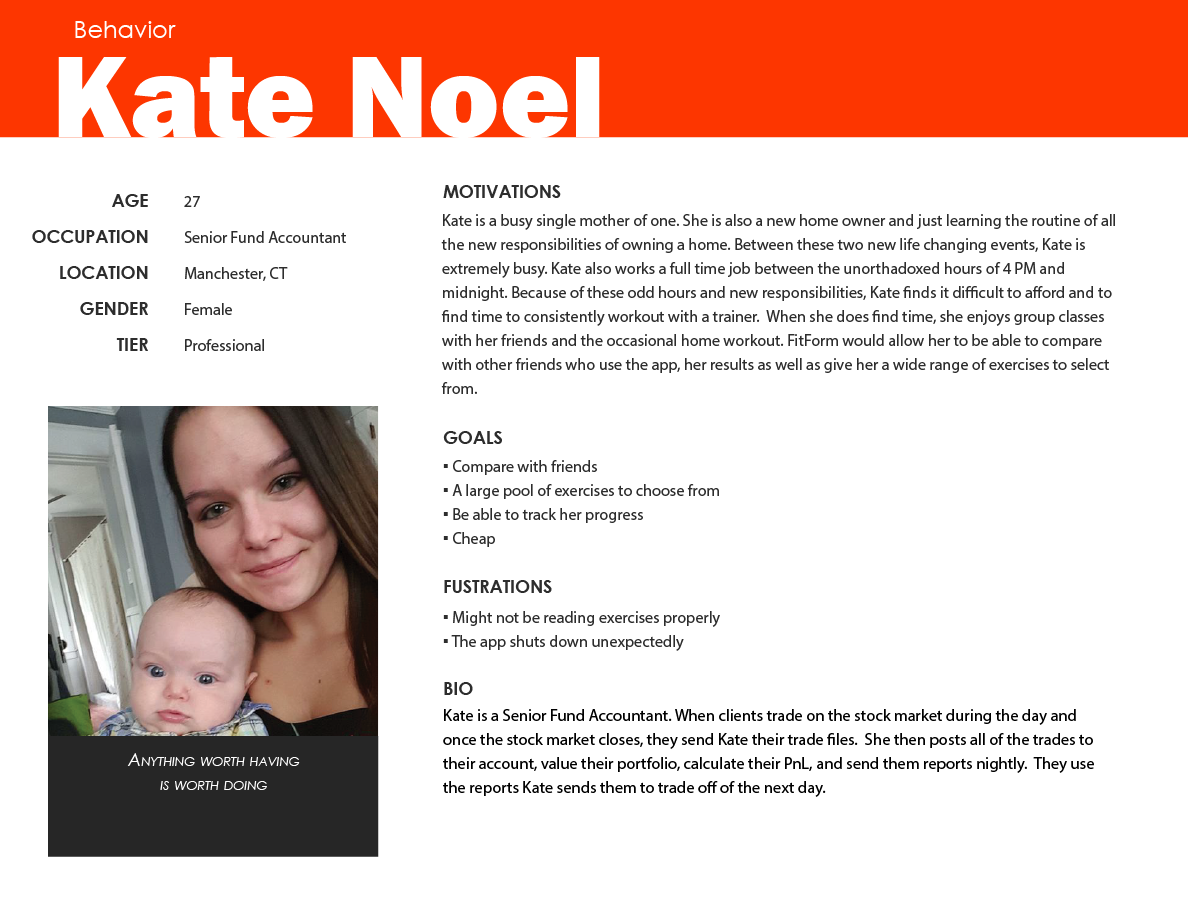 Behavior
Kate Noel
AGE 27
OCCUPATION Senior Fund Accountant
LOCATION Manchester, CT
GENDER Female
TIER Professional
ANYTHING WORTH HAVING
IS WORTH DOING
MOTIVATIONS
Kate is a busy single mother of one. She is also a new home owner and just learning the routine of all
the new responsibilities of owning a home. Between these two new life changing events, Kate is
extremely busy. Kate also works a full time job between the unorthadoxed hours of 4 PM and
midnight. Because of these odd hours and new responsibilities, Kate finds it difficult to afford and to
find time to consistently workout with a trainer.  When she does find time, she enjoys group classes
with her friends and the occasional home workout. FitForm would allow her to be able to compare
with other friends who use the app, her results as well as give her a wide range of exercises to select
from.
GOALS
▪ Compare with friends
▪ A large pool of exercises to choose from
▪ Be able to track her progress
▪ Cheap
FUSTRATIONS
▪ Might not be reading exercises properly
▪ The app shuts down unexpectedly
BIO
Kate is a Senior Fund Accountant. When clients trade on the stock market during the day and
once the stock market closes, they send Kate their trade files.  She then posts all of the trades to
their account, value their portfolio, calculate their PnL, and send them reports nightly.  They use
the reports Kate sends them to trade off of the next day.